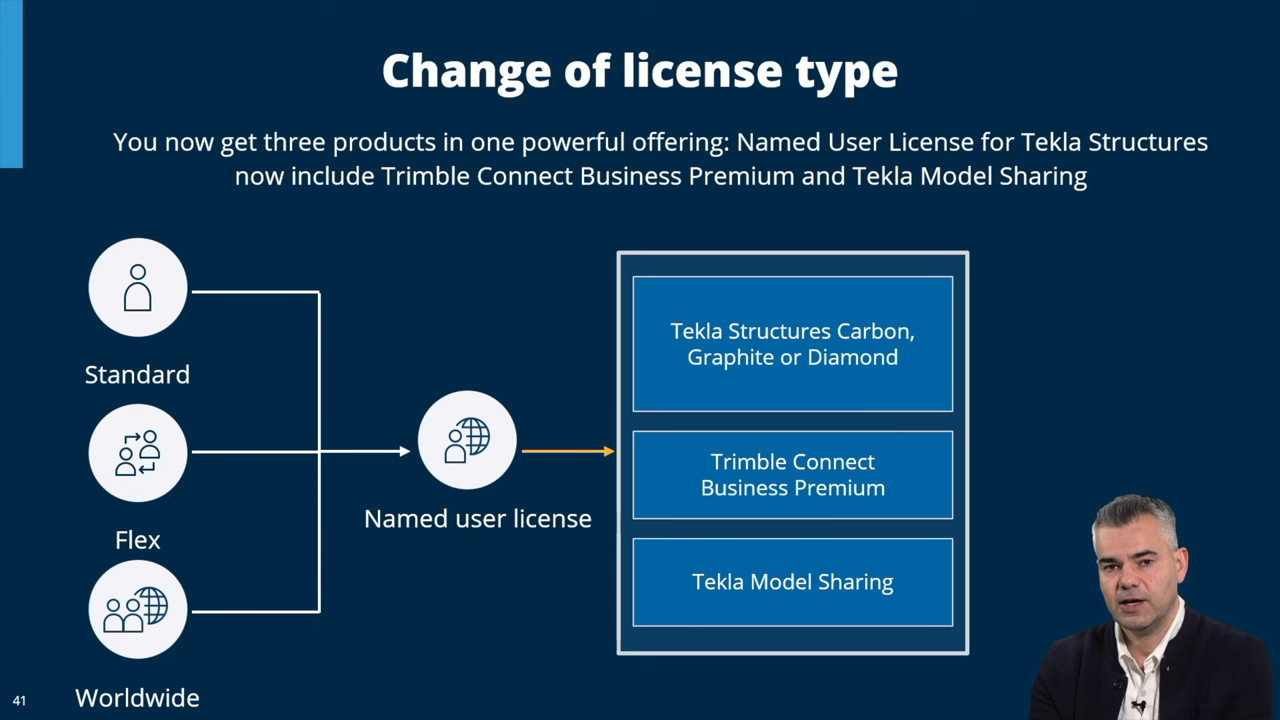 Change of license type
You now get three products in one powerful offering: Named User License for Tekla Structures
now include Trimble Connect Business Premium and Tekla Model Sharing
Standard
Flex
Worldwide
Named user license
Tekla Structures Carbon,
Graphite or Diamond
Trimble Connect
Business Premium
Tekla Model Sharing
41